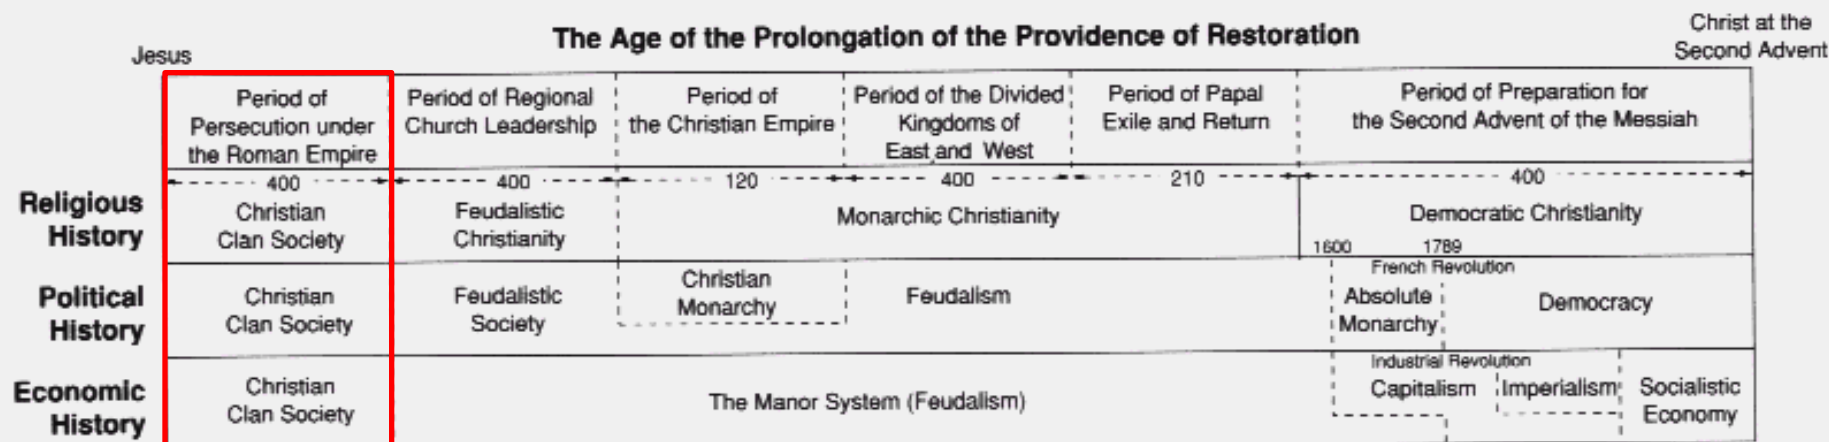 Jesus
The Age of the Prolongation of the Providence of Restoration
Christ at the
Second Advent
Period of
Persecution under
the Roman Empire
Period of Regional
Church Leadership
Period of
the Christian Empire
Period of the Divided
Kingdoms of
East and West
Period of Papal
Exile and Return
Period of Preparation for
the Second Advent of the Messiah
400
400
120
400
210
400
Religious
History
Christian
Clan Society
Feudalistic
Christianity
Monarchic Christianity
Democratic Christianity
1600
1789
French Revolution
Political
History
Christian
Clan Society
Feudalistic
Society
Christian
Monarchy
Feudalism
Absolute
Monarchy
Democracy
Economic
History
Christian
Clan Society
The Manor System (Feudalism)
Industrial Revolution
Capitalism
Imperialism
Socialistic
Economy